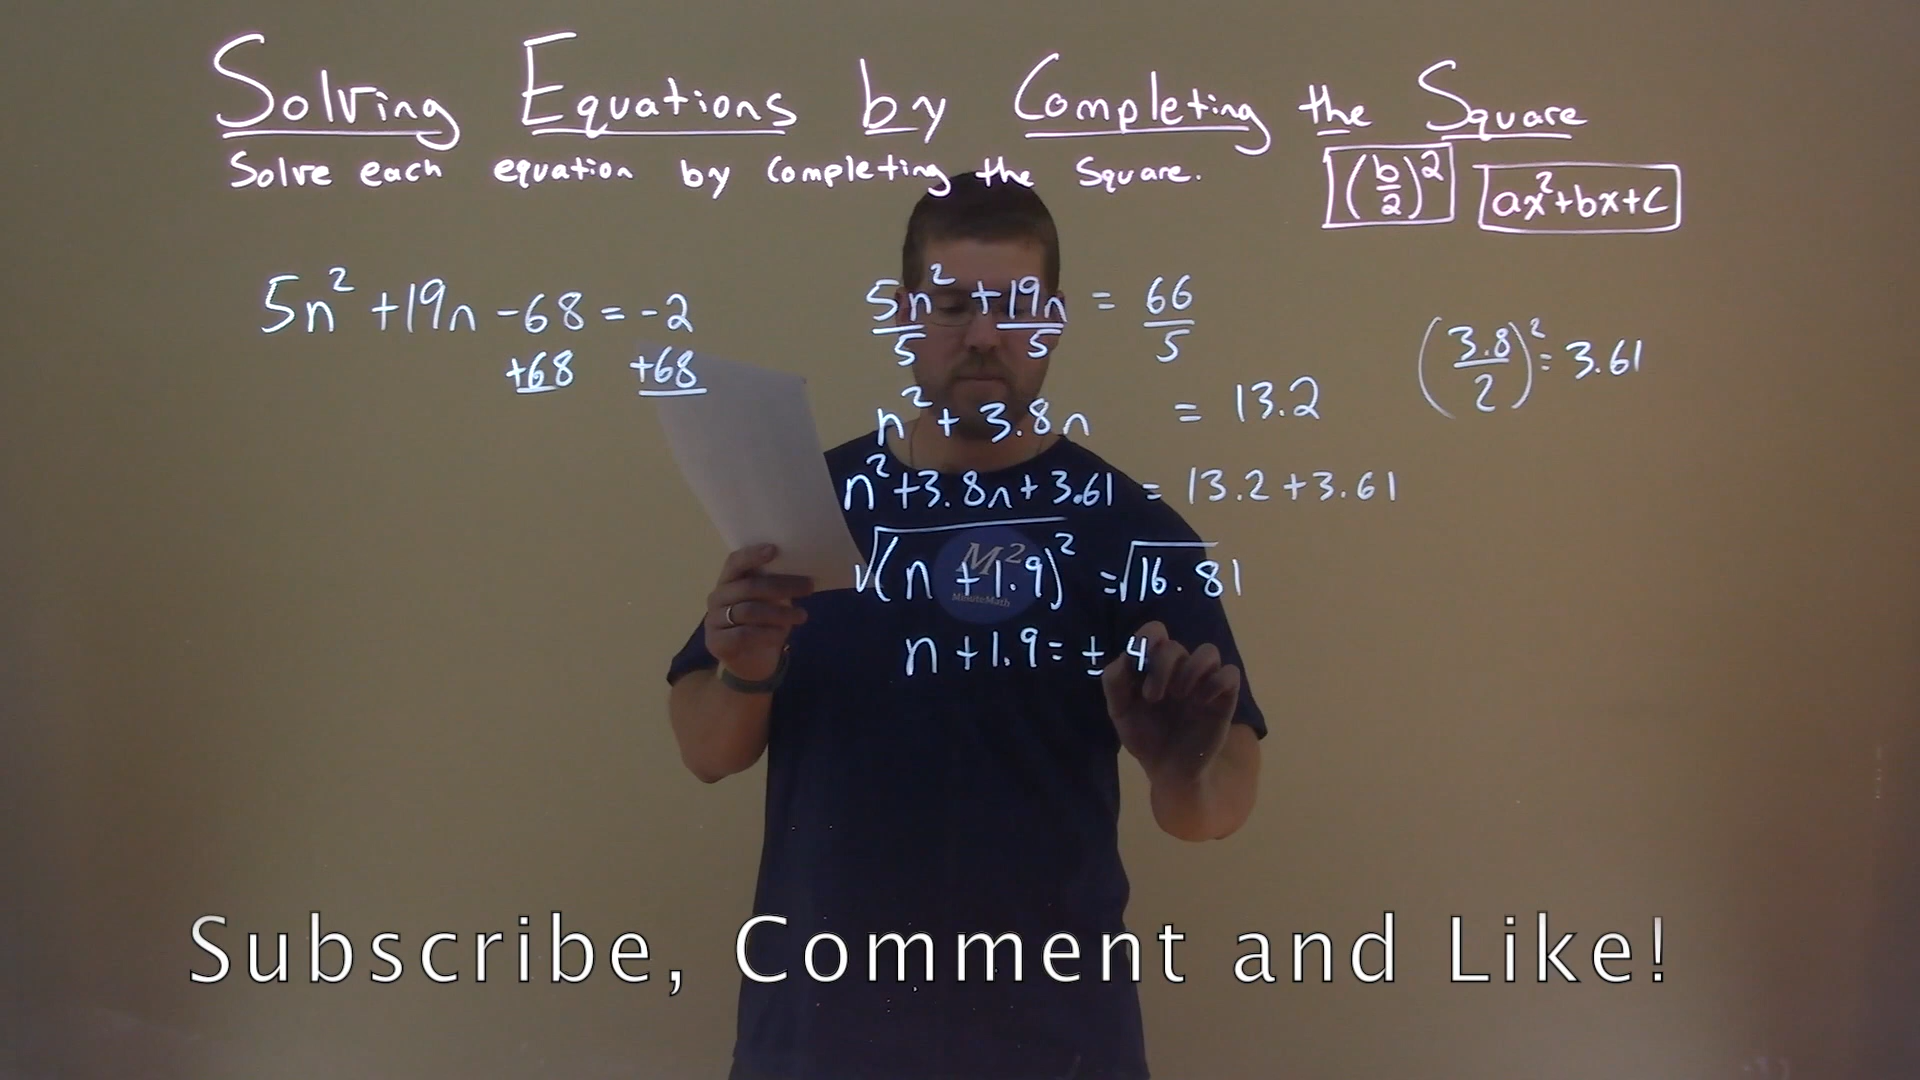 Solving Equations by Completing the Square
Solve each equation by completing the square.
(b/2)² ax²+bx+c
5n² +19n -68 = -2
+68 +68
5n²/5 +19n/5 = 66/5
n² + 3.8n = 13.2
n²+3.8n+3.61 = 13.2+3.61
√(n+1.9)² = √16.81
n+1.9 = ± 4
(3.8/2)² = 3.61
M²
MinuteMath
Subscribe, Comment and Like!